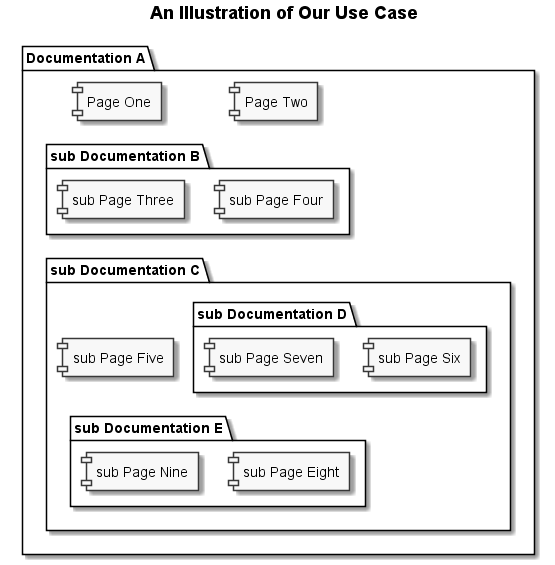 An Illustration of Our Use Case
Documentation A
Page One
Page Two
sub Documentation B
sub Page Three
sub Page Four
sub Documentation C
sub Documentation D
sub Page Five
sub Page Seven
sub Page Six
sub Documentation E
sub Page Nine
sub Page Eight